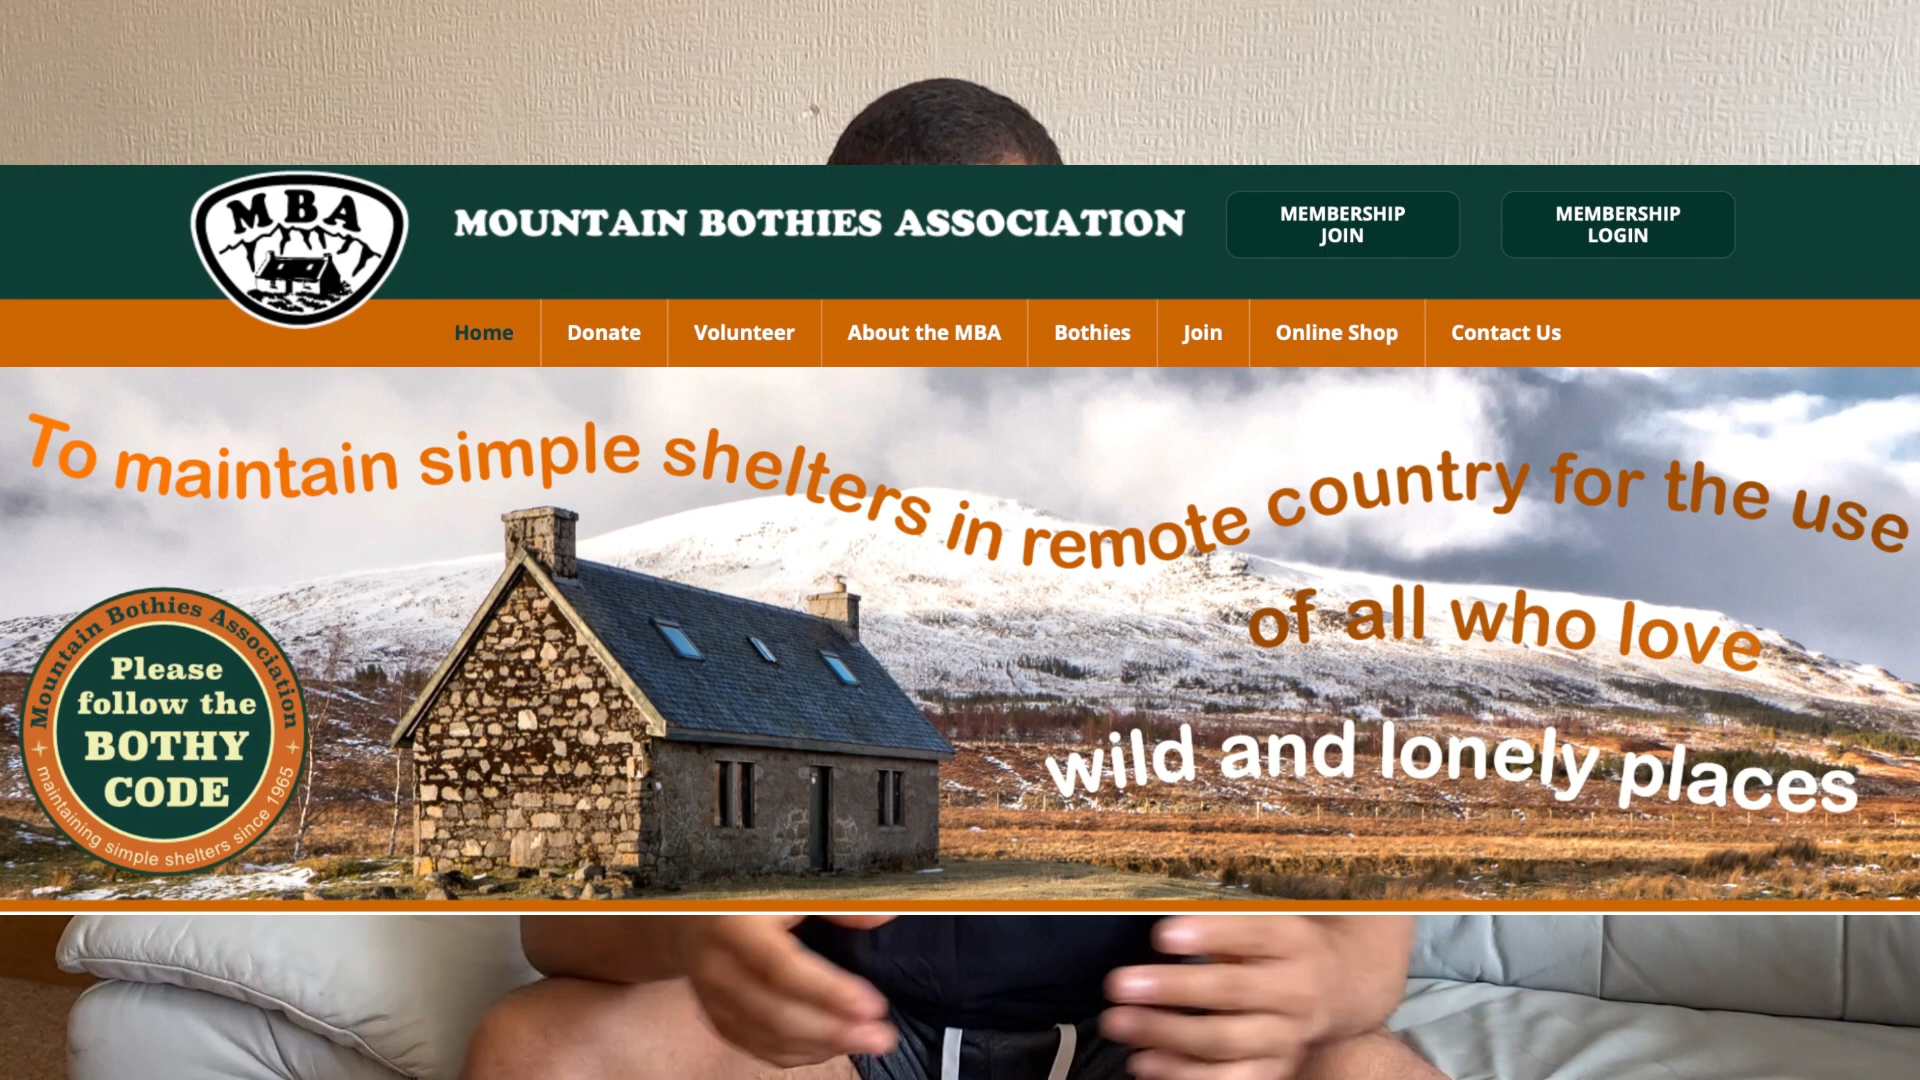 MBA
MOUNTAIN BOTHIES ASSOCIATION
MEMBERSHIP
JOIN
MEMBERSHIP
LOGIN
Home
Donate
Volunteer
About the MBA
Bothies
Join
Online Shop
Contact Us
To maintain simple shelters in remote country for the use
of all who love
wild and lonely places
Mountain Bothies Association
Please
follow the
BOTHY
CODE
maintaining simple shelters since 1965